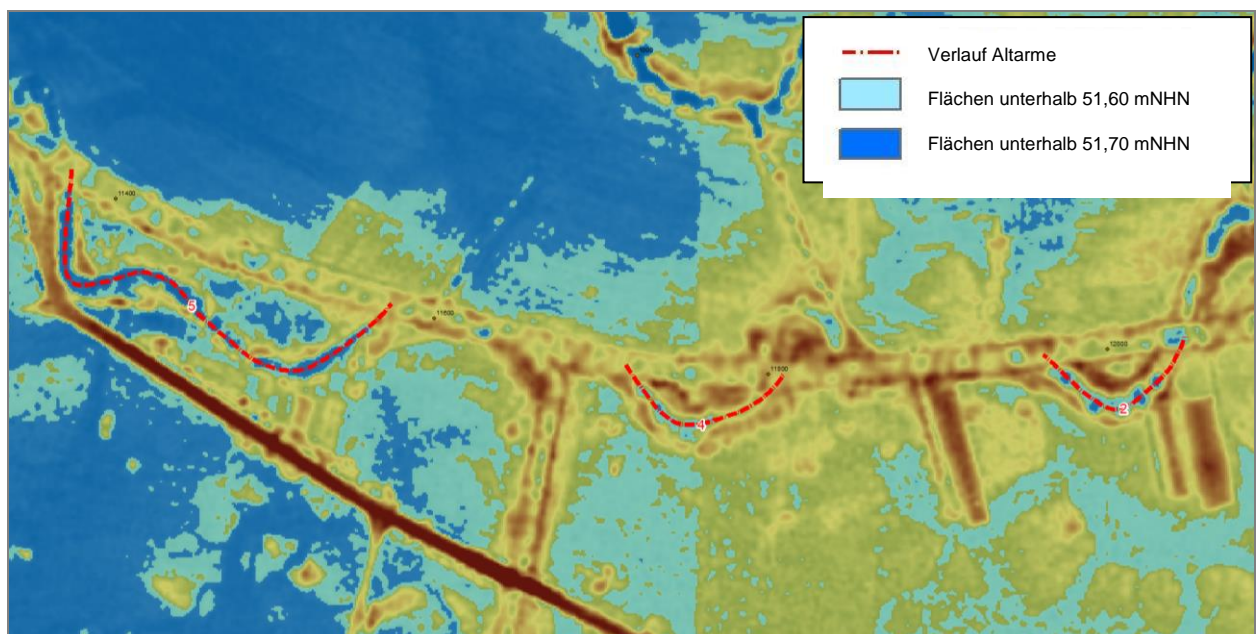 Verlauf Altarme
Flächen unterhalb 51,60 mNHN
Flächen unterhalb 51,70 mNHN
11400
5
11600
4
11800
12000
2